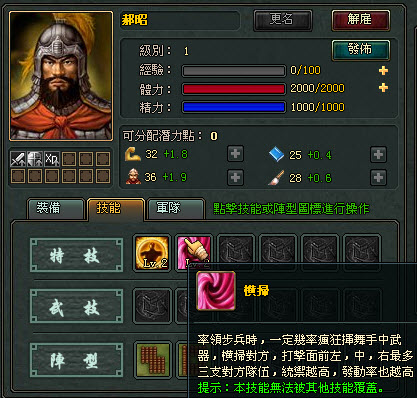 郝昭
更名
解雇
級別： 1
發佈
經驗： 0/100
體力： 2000/2000
精力： 1000/1000
可分配潛力點： 0
32 +1.8
25 +0.4
36 +1.9
28 +0.6
裝備
技能
軍隊
點擊技能或陣型圖標進行操作
特技
Lv.2
武技
陣型
橫掃
率領步兵時，一定幾率瘋狂揮舞手中武
器，橫掃對方，打擊面前左，中，右最多
三支對方隊伍，統禦越高，發動率也越高
提示：本技能無法被其他技能覆蓋。